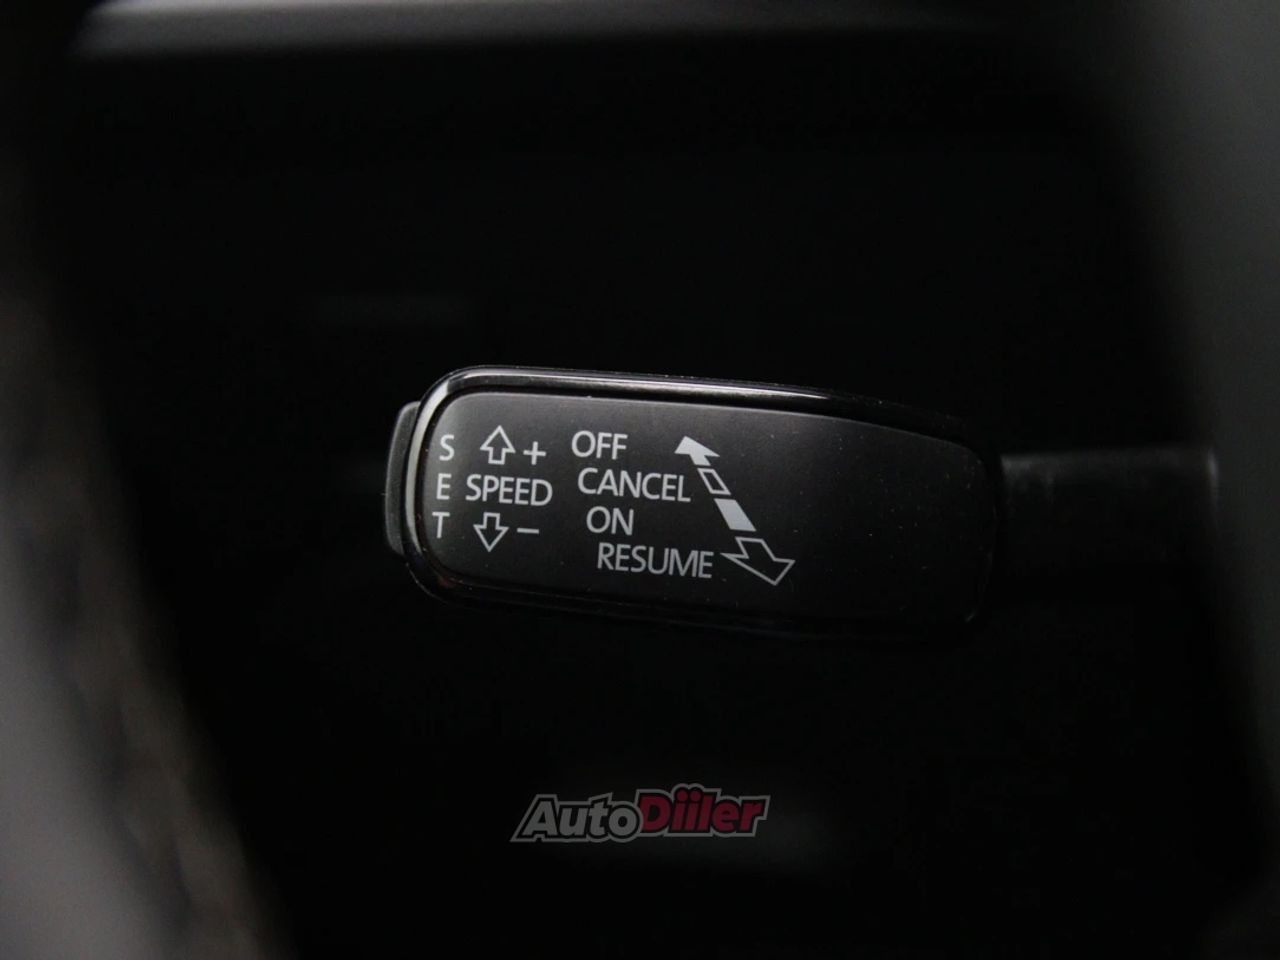 S + OFF
E SPEED CANCEL
T - ON
RESUME
AutoDiiler